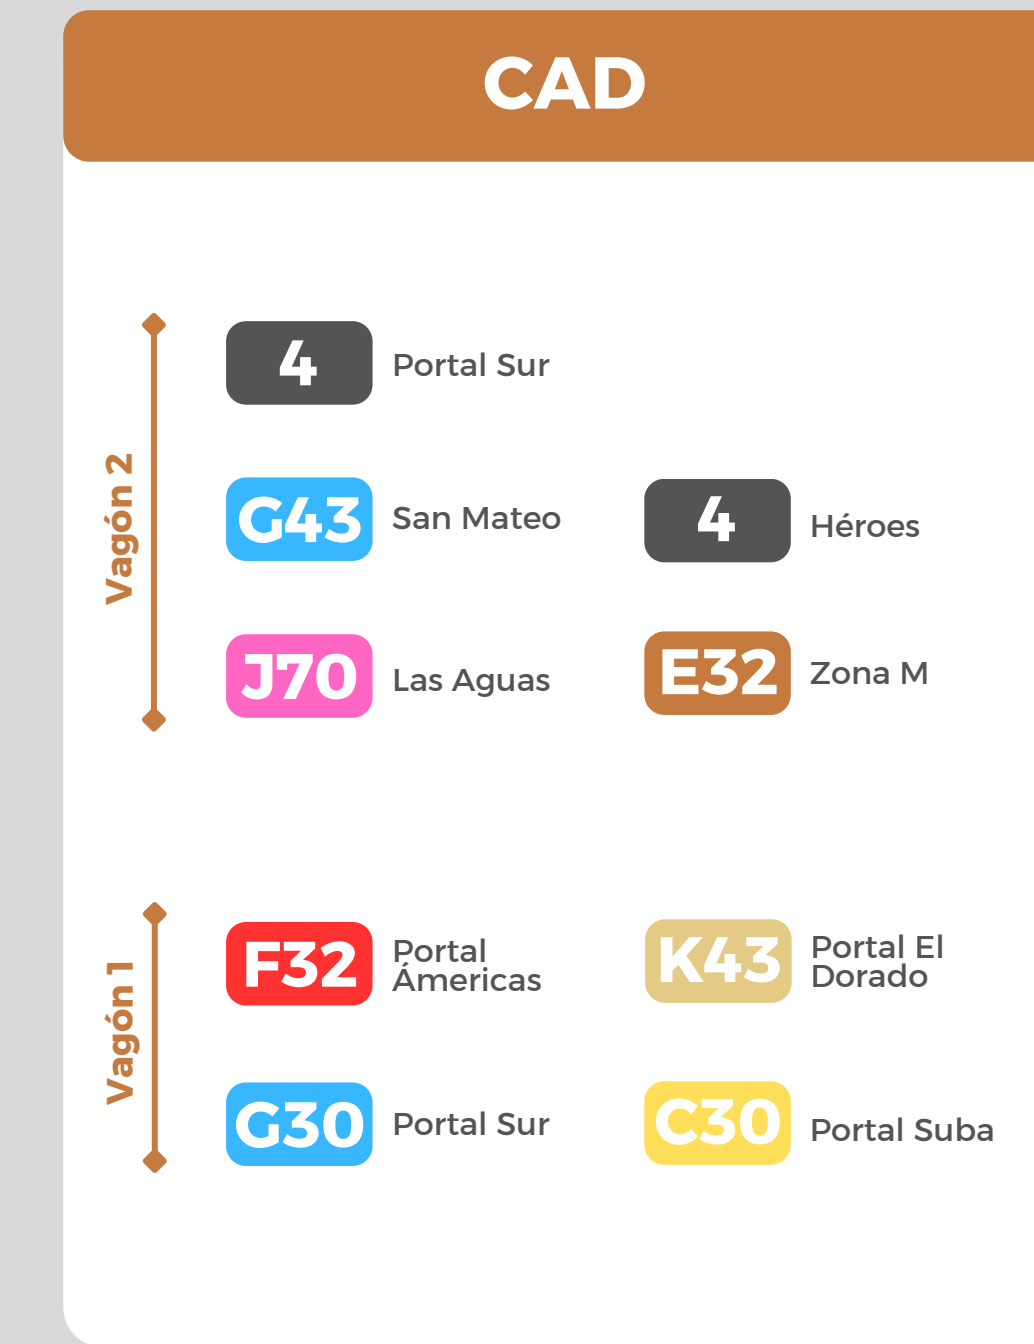 CAD
Vagón 2
4
Portal Sur
G43
San Mateo
4
Héroes
J70
Las Aguas
E32
Zona M
Vagón 1
F32
Portal
Ámericas
K43
Portal El
Dorado
G30
Portal Sur
C30
Portal Suba